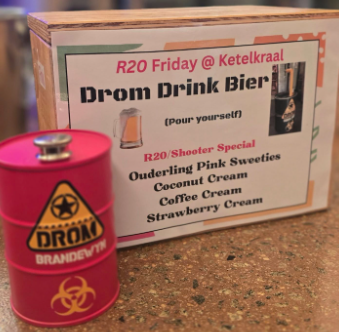 R20 Friday @ Ketelkraal
Drom Drink Bier
(Pour yourself)
R20/Shooter Special
Ouderling Pink Sweeties
Coconut Cream
Coffee Cream
Strawberry Cream
DROM
BRANDEWYN